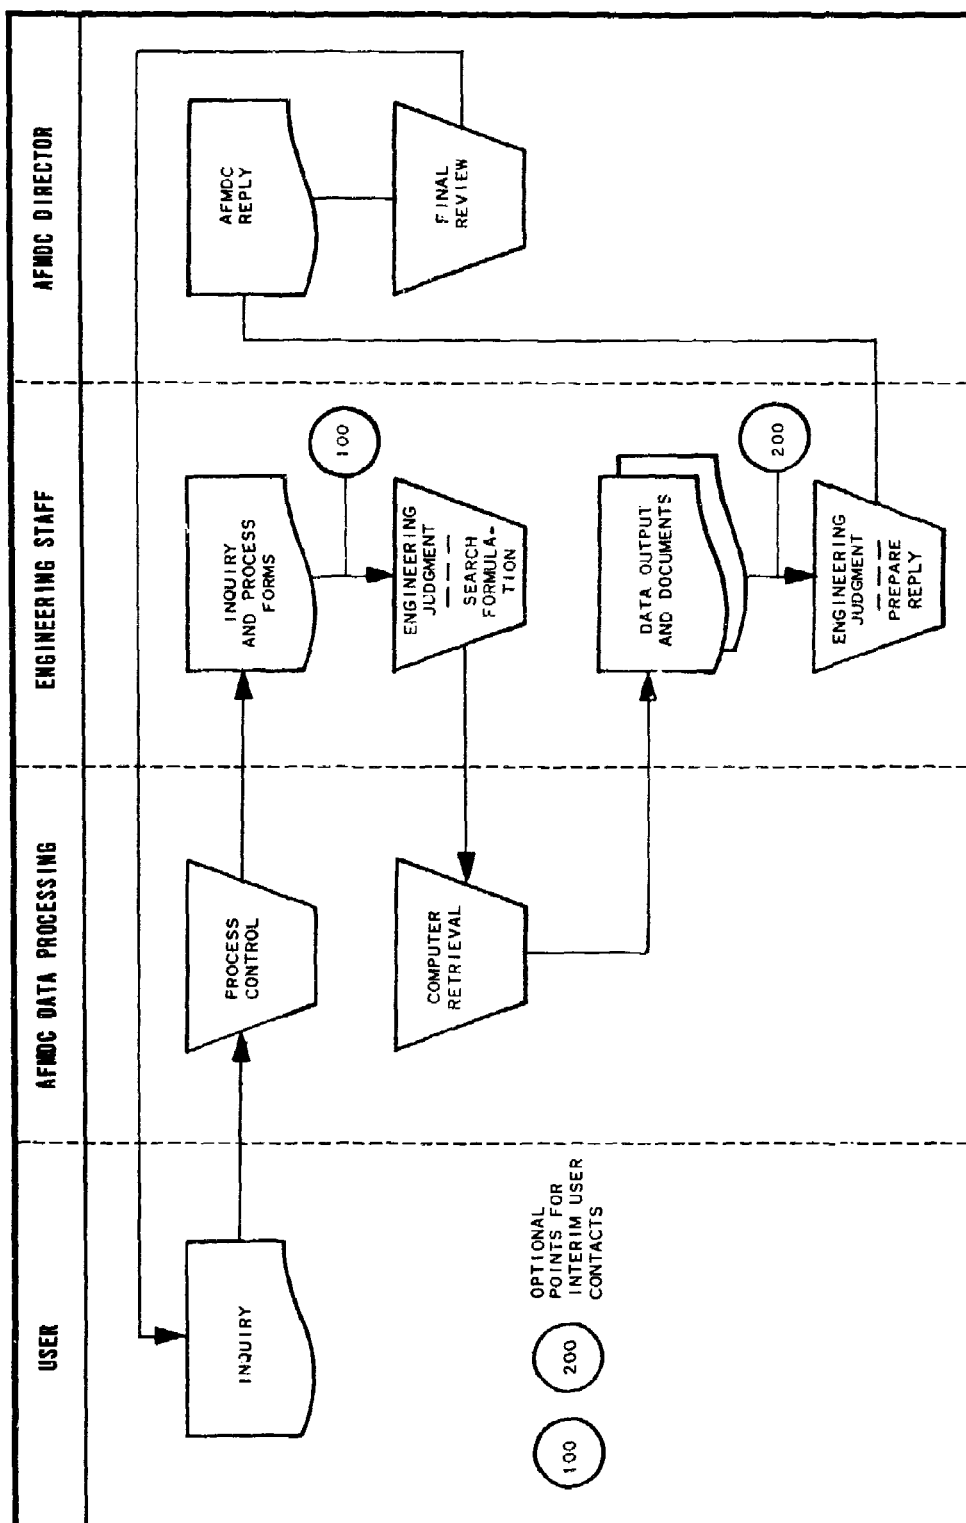 USER
AFMDC DATA PROCESSING
ENGINEERING STAFF
AFMDC DIRECTOR
INQUIRY
PROCESS
CONTROL
INQUIRY
AND PROCESS
FORMS
100
AFMDC
REPLY
ENGINEERING
JUDGMENT
SEARCH
FORMULA-
TION
COMPUTER
RETRIEVAL
FINAL
REVIEW
DATA OUTPUT
AND DOCUMENTS
200
ENGINEERING
JUDGMENT
PREPARE
REPLY
100
200
OPTIONAL
POINTS FOR
INTERIM USER
CONTACTS